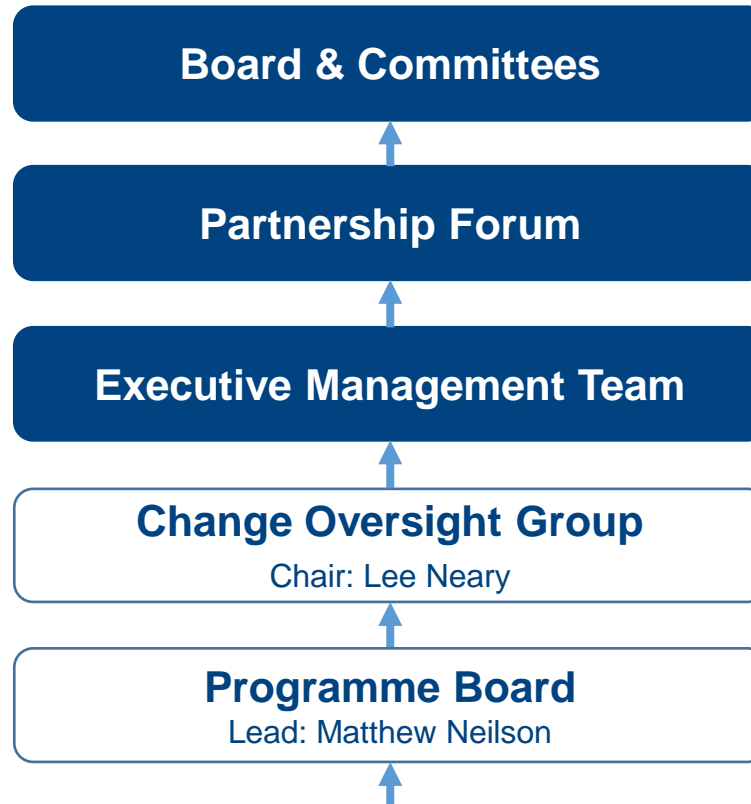 Board & Committees
Partnership Forum
Executive Management Team
Change Oversight Group
Chair: Lee Neary
Programme Board
Lead: Matthew Neilson